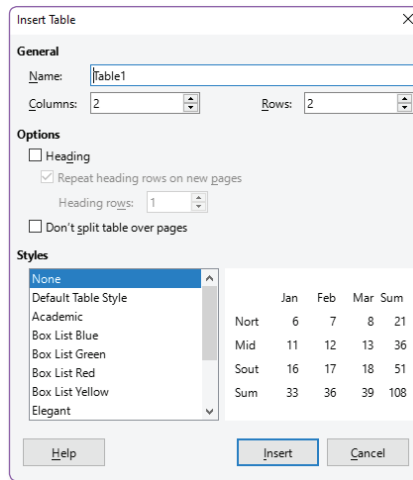 Insert Table
General
Name: Table1
Columns: 2 Rows: 2
Options
Heading
Repeat heading rows on new pages
Heading rows: 1
Don't split table over pages
Styles
None
Default Table Style
Academic
Box List Blue
Box List Green
Box List Red
Box List Yellow
Elegant
Jan Feb Mar Sum
Nort 6 7 8 21
Mid 11 12 13 36
Sout 16 17 18 51
Sum 33 36 39 108
Help Insert Cancel